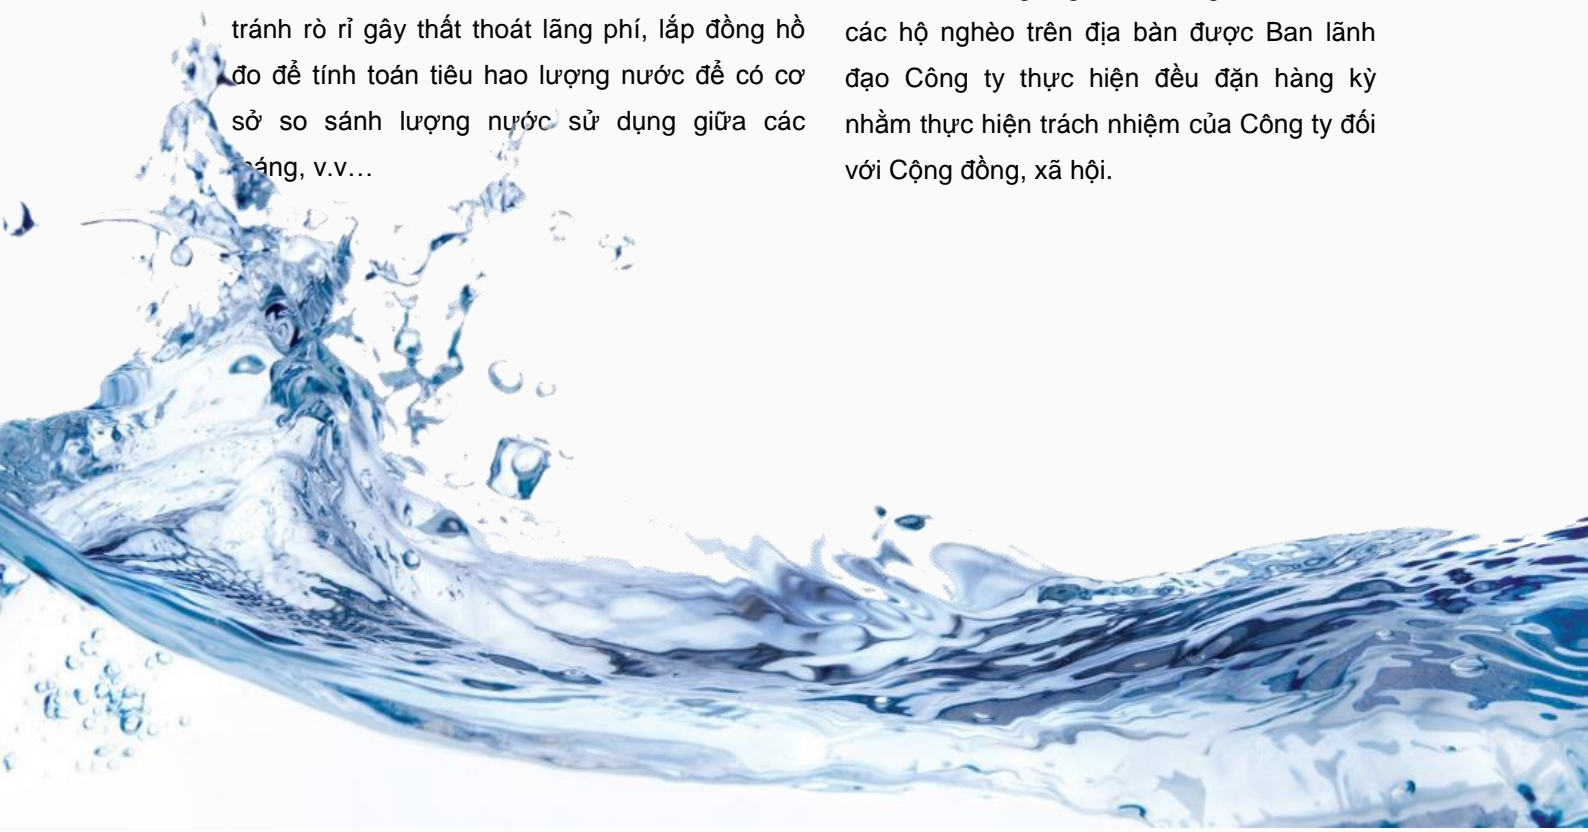 tránh rò rỉ gây thất thoát lãng phí, lắp đồng hồ
đo để tính toán tiêu hao lượng nước để có cơ
sở so sánh lượng nước sử dụng giữa các
v.v…
các hộ nghèo trên địa bàn được Ban lãnh
đạo Công ty thực hiện đều đặn hàng kỳ
nhằm thực hiện trách nhiệm của Công ty đối
với Cộng đồng, xã hội.